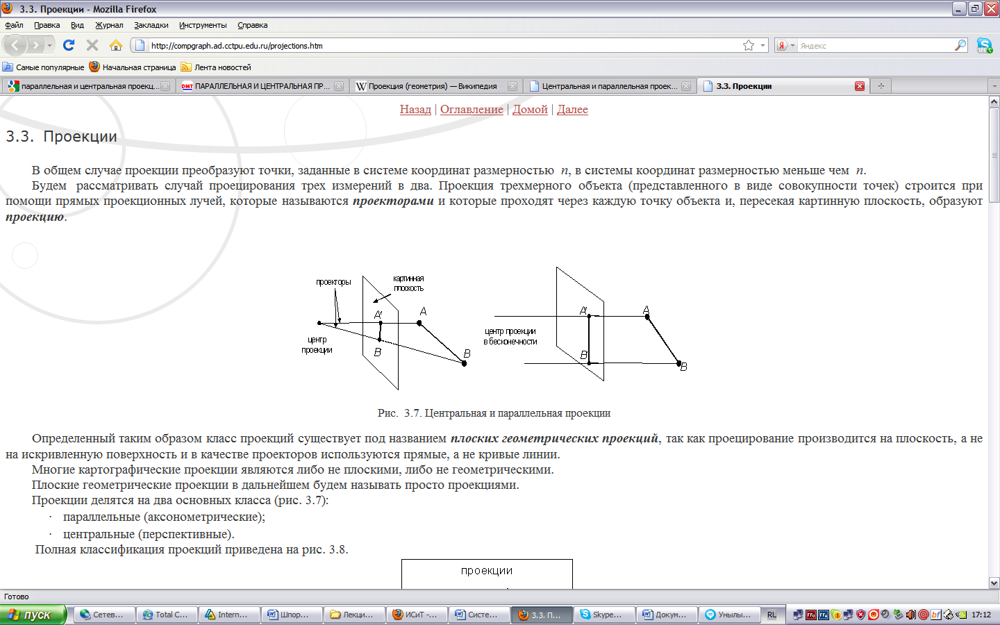 3.3. Проекции - Mozilla Firefox
Файл Правка Вид Журнал Закладки Инструменты Справка
http://compgraph.ad.cctpu.edu.ru/projections.htm
Яндекс
Самые популярные Начальная страница Лента новостей
параллельная и центральная проекц... ПАРАЛЛЕЛЬНАЯ И ЦЕНТРАЛЬНАЯ ПР... Проекция (геометрия) — Википедия Центральная и параллельная проек... 3.3. Проекции
Назад | Оглавление | Домой | Далее
3.3. Проекции
В общем случае проекции преобразуют точки, заданные в системе координат размерностью n, в системы координат размерностью меньше чем n.
Будем рассматривать случай проецирования трех измерений в два. Проекция трехмерного объекта (представленного в виде совокупности точек) строится при
помощи прямых проекционных лучей, которые называются проекторами и которые проходят через каждую точку объекта и, пересекая картинную плоскость, образуют
проекцию.
проекторы
картинная
плоскость
A'
A
центр
проекции
B'
B
A'
A
центр проекции
в бесконечности
B'
B
Рис. 3.7. Центральная и параллельная проекции
Определенный таким образом класс проекций существует под названием плоских геометрических проекций, так как проецирование производится на плоскость, а не
на искривленную поверхность и в качестве проекторов используются прямые, а не кривые линии.
Многие картографические проекции являются либо не плоскими, либо не геометрическими.
Плоские геометрические проекции в дальнейшем будем называть просто проекциями.
Проекции делятся на два основных класса (рис. 3.7):
· параллельные (аксонометрические);
· центральные (перспективные).
Полная классификация проекций приведена на рис. 3.8.
проекции
Готово
пуск Сетев... Total C... Intern... Шпор... Лекци... ИСиТ -... Систе... 3.3. П... Skype... Докум... Унылы... RU 17:12